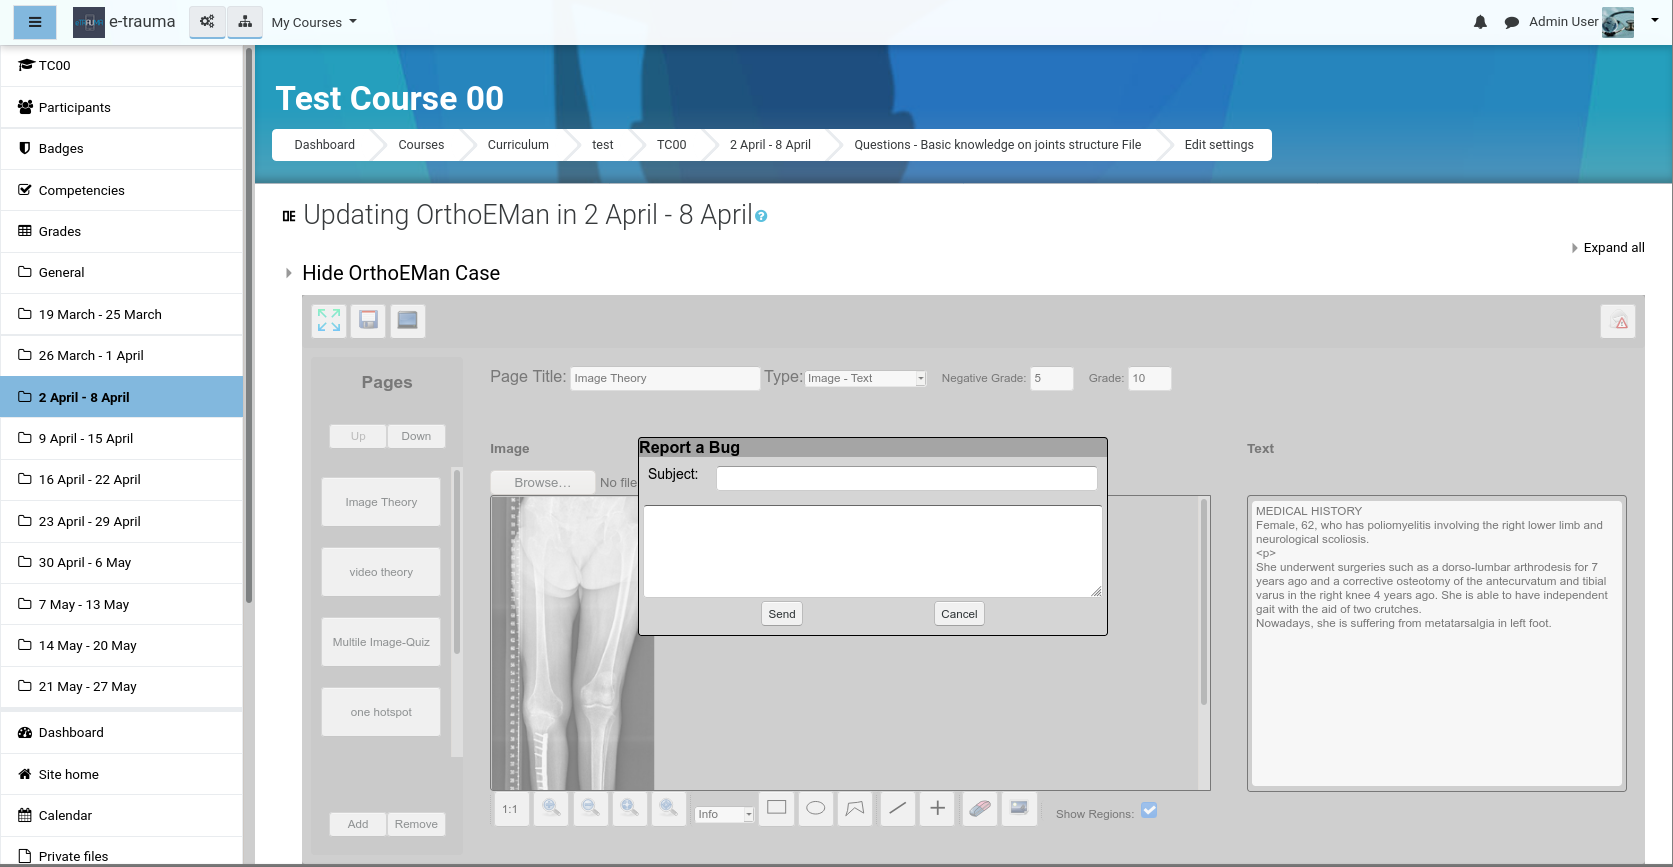 e-trauma
My Courses
Admin User
TC00
Participants
Badges
Competencies
Grades
General
19 March - 25 March
26 March - 1 April
2 April - 8 April
9 April - 15 April
16 April - 22 April
23 April - 29 April
30 April - 6 May
7 May - 13 May
14 May - 20 May
21 May - 27 May
Dashboard
Site home
Calendar
Private files
Test Course 00
Dashboard Courses Curriculum test TC00 2 April - 8 April Questions - Basic knowledge on joints structure File Edit settings
OE Updating OrthoEMan in 2 April - 8 April ?
Expand all
Hide OrthoEMan Case
Pages
Up Down
Image Theory
video theory
Multile Image-Quiz
one hotspot
Add Remove
Page Title: Image Theory Type: Image - Text Negative Grade: 5 Grade: 10
Image
Browse... No file
Report a Bug
Subject:
Send Cancel
Text
MEDICAL HISTORY
Female, 62, who has poliomyelitis involving the right lower limb and
neurological scoliosis.
<p>
She underwent surgeries such as a dorso-lumbar arthrodesis for 7
years ago and a corrective osteotomy of the antecurvatum and tibial
varus in the right knee 4 years ago. She is able to have independent
gait with the aid of two crutches.
Nowadays, she is suffering from metatarsalgia in left foot.
1:1 Info Show Regions: